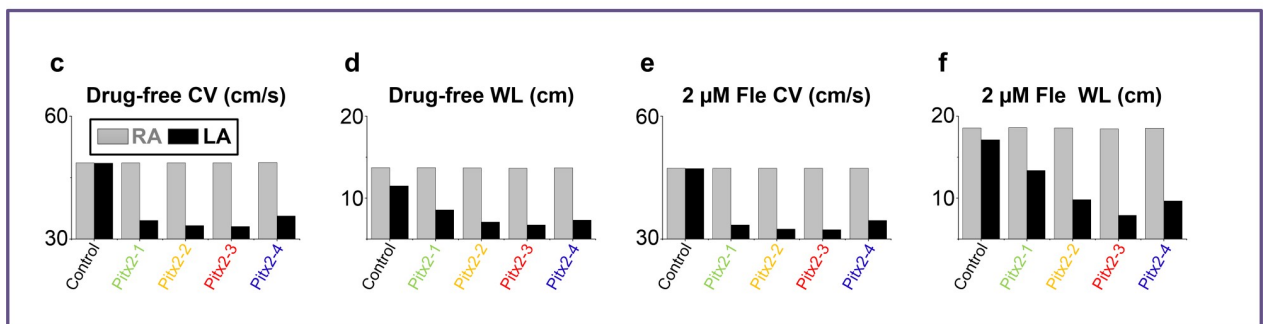 c
Drug-free CV (cm/s)
60
30
RA LA
Control
Pitx2-1
Pitx2-2
Pitx2-3
Pitx2-4
d
Drug-free WL (cm)
20
10
Control
Pitx2-1
Pitx2-2
Pitx2-3
Pitx2-4
e
2 µM Fle CV (cm/s)
60
30
Control
Pitx2-1
Pitx2-2
Pitx2-3
Pitx2-4
f
2 µM Fle WL (cm)
20
10
Control
Pitx2-1
Pitx2-2
Pitx2-3
Pitx2-4